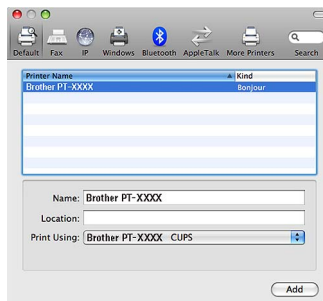 Default Fax IP Windows Bluetooth AppleTalk More Printers Search
Printer Name Kind
Brother PT-XXXX Bonjour
Name: Brother PT-XXXX
Location:
Print Using: Brother PT-XXXX CUPS
Add